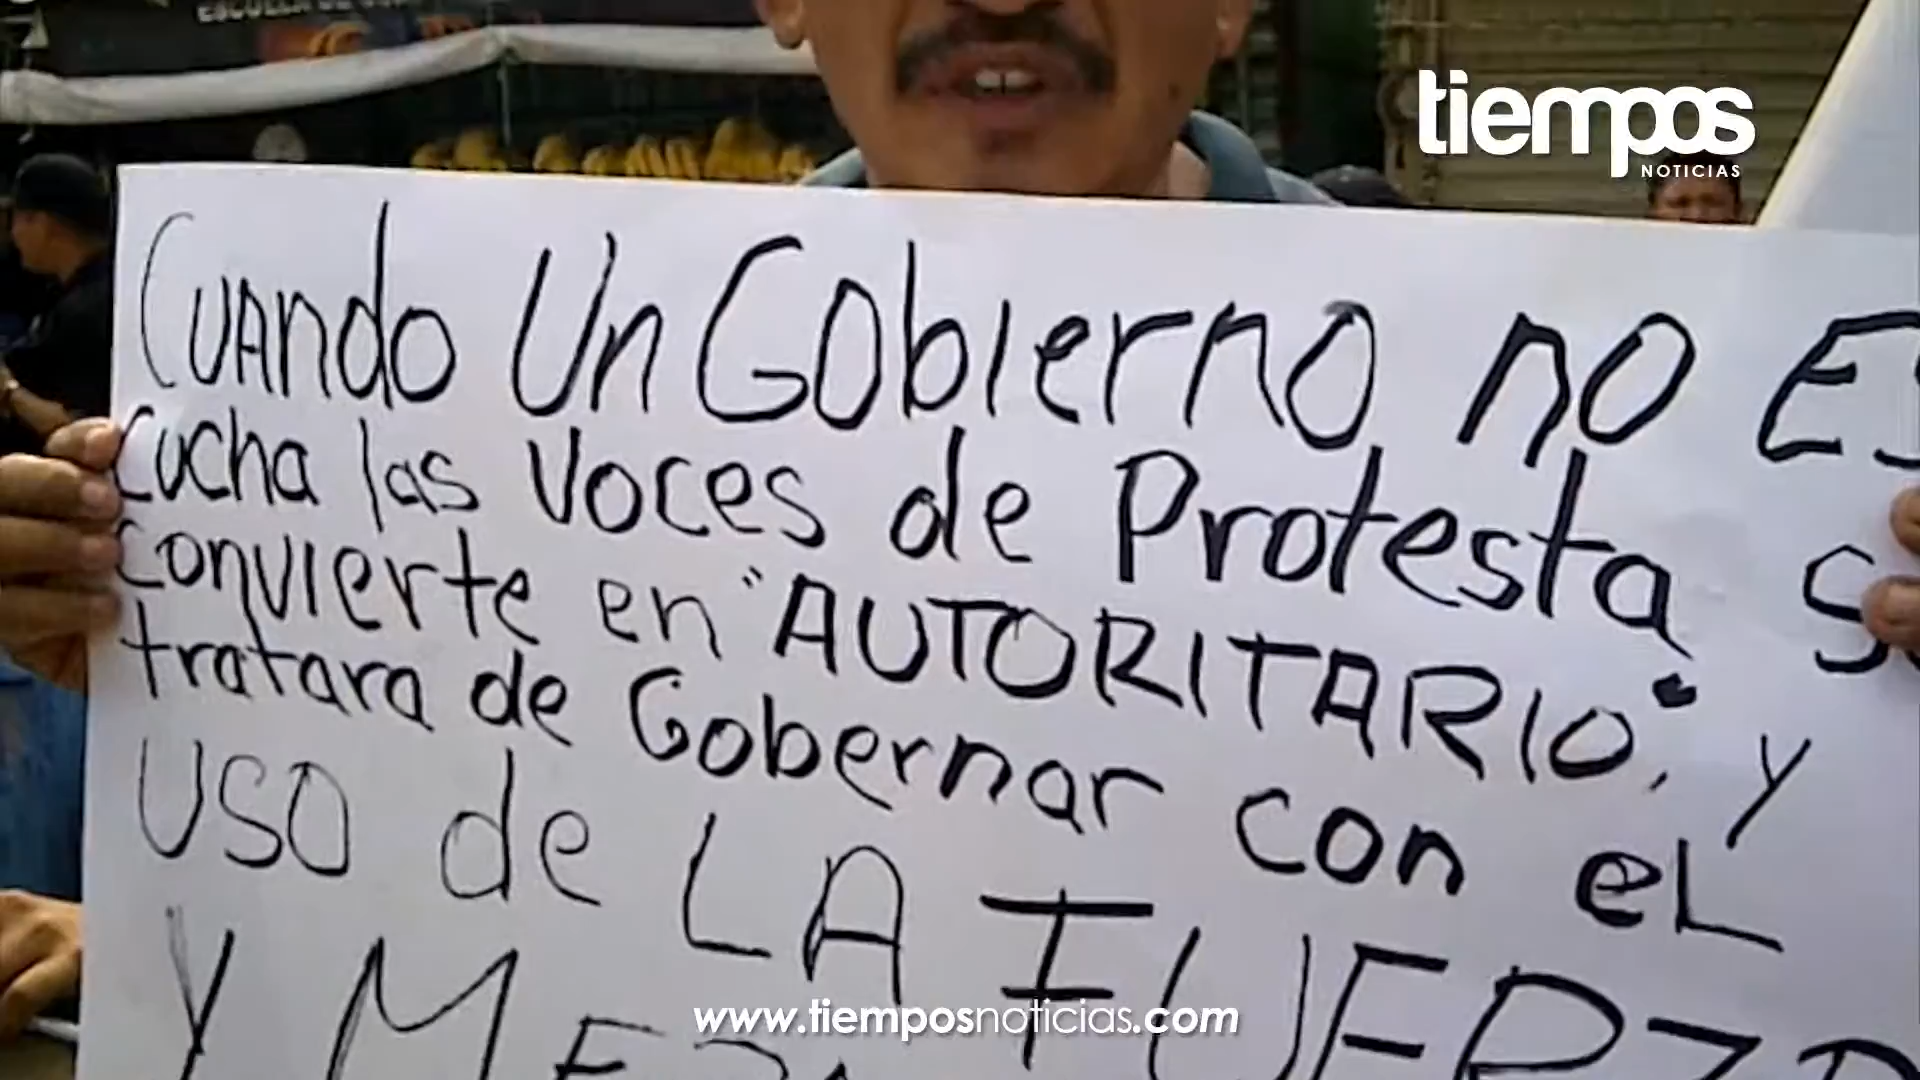 tiempos
NOTICIAS
Cuando Un Gobierno no ES
cucha las voces de Protesta S
convierte en "AUTORITARIO", y
tratara de Gobernar con el
USO de LA FUERZA
y
www.tiemposnoticias.com